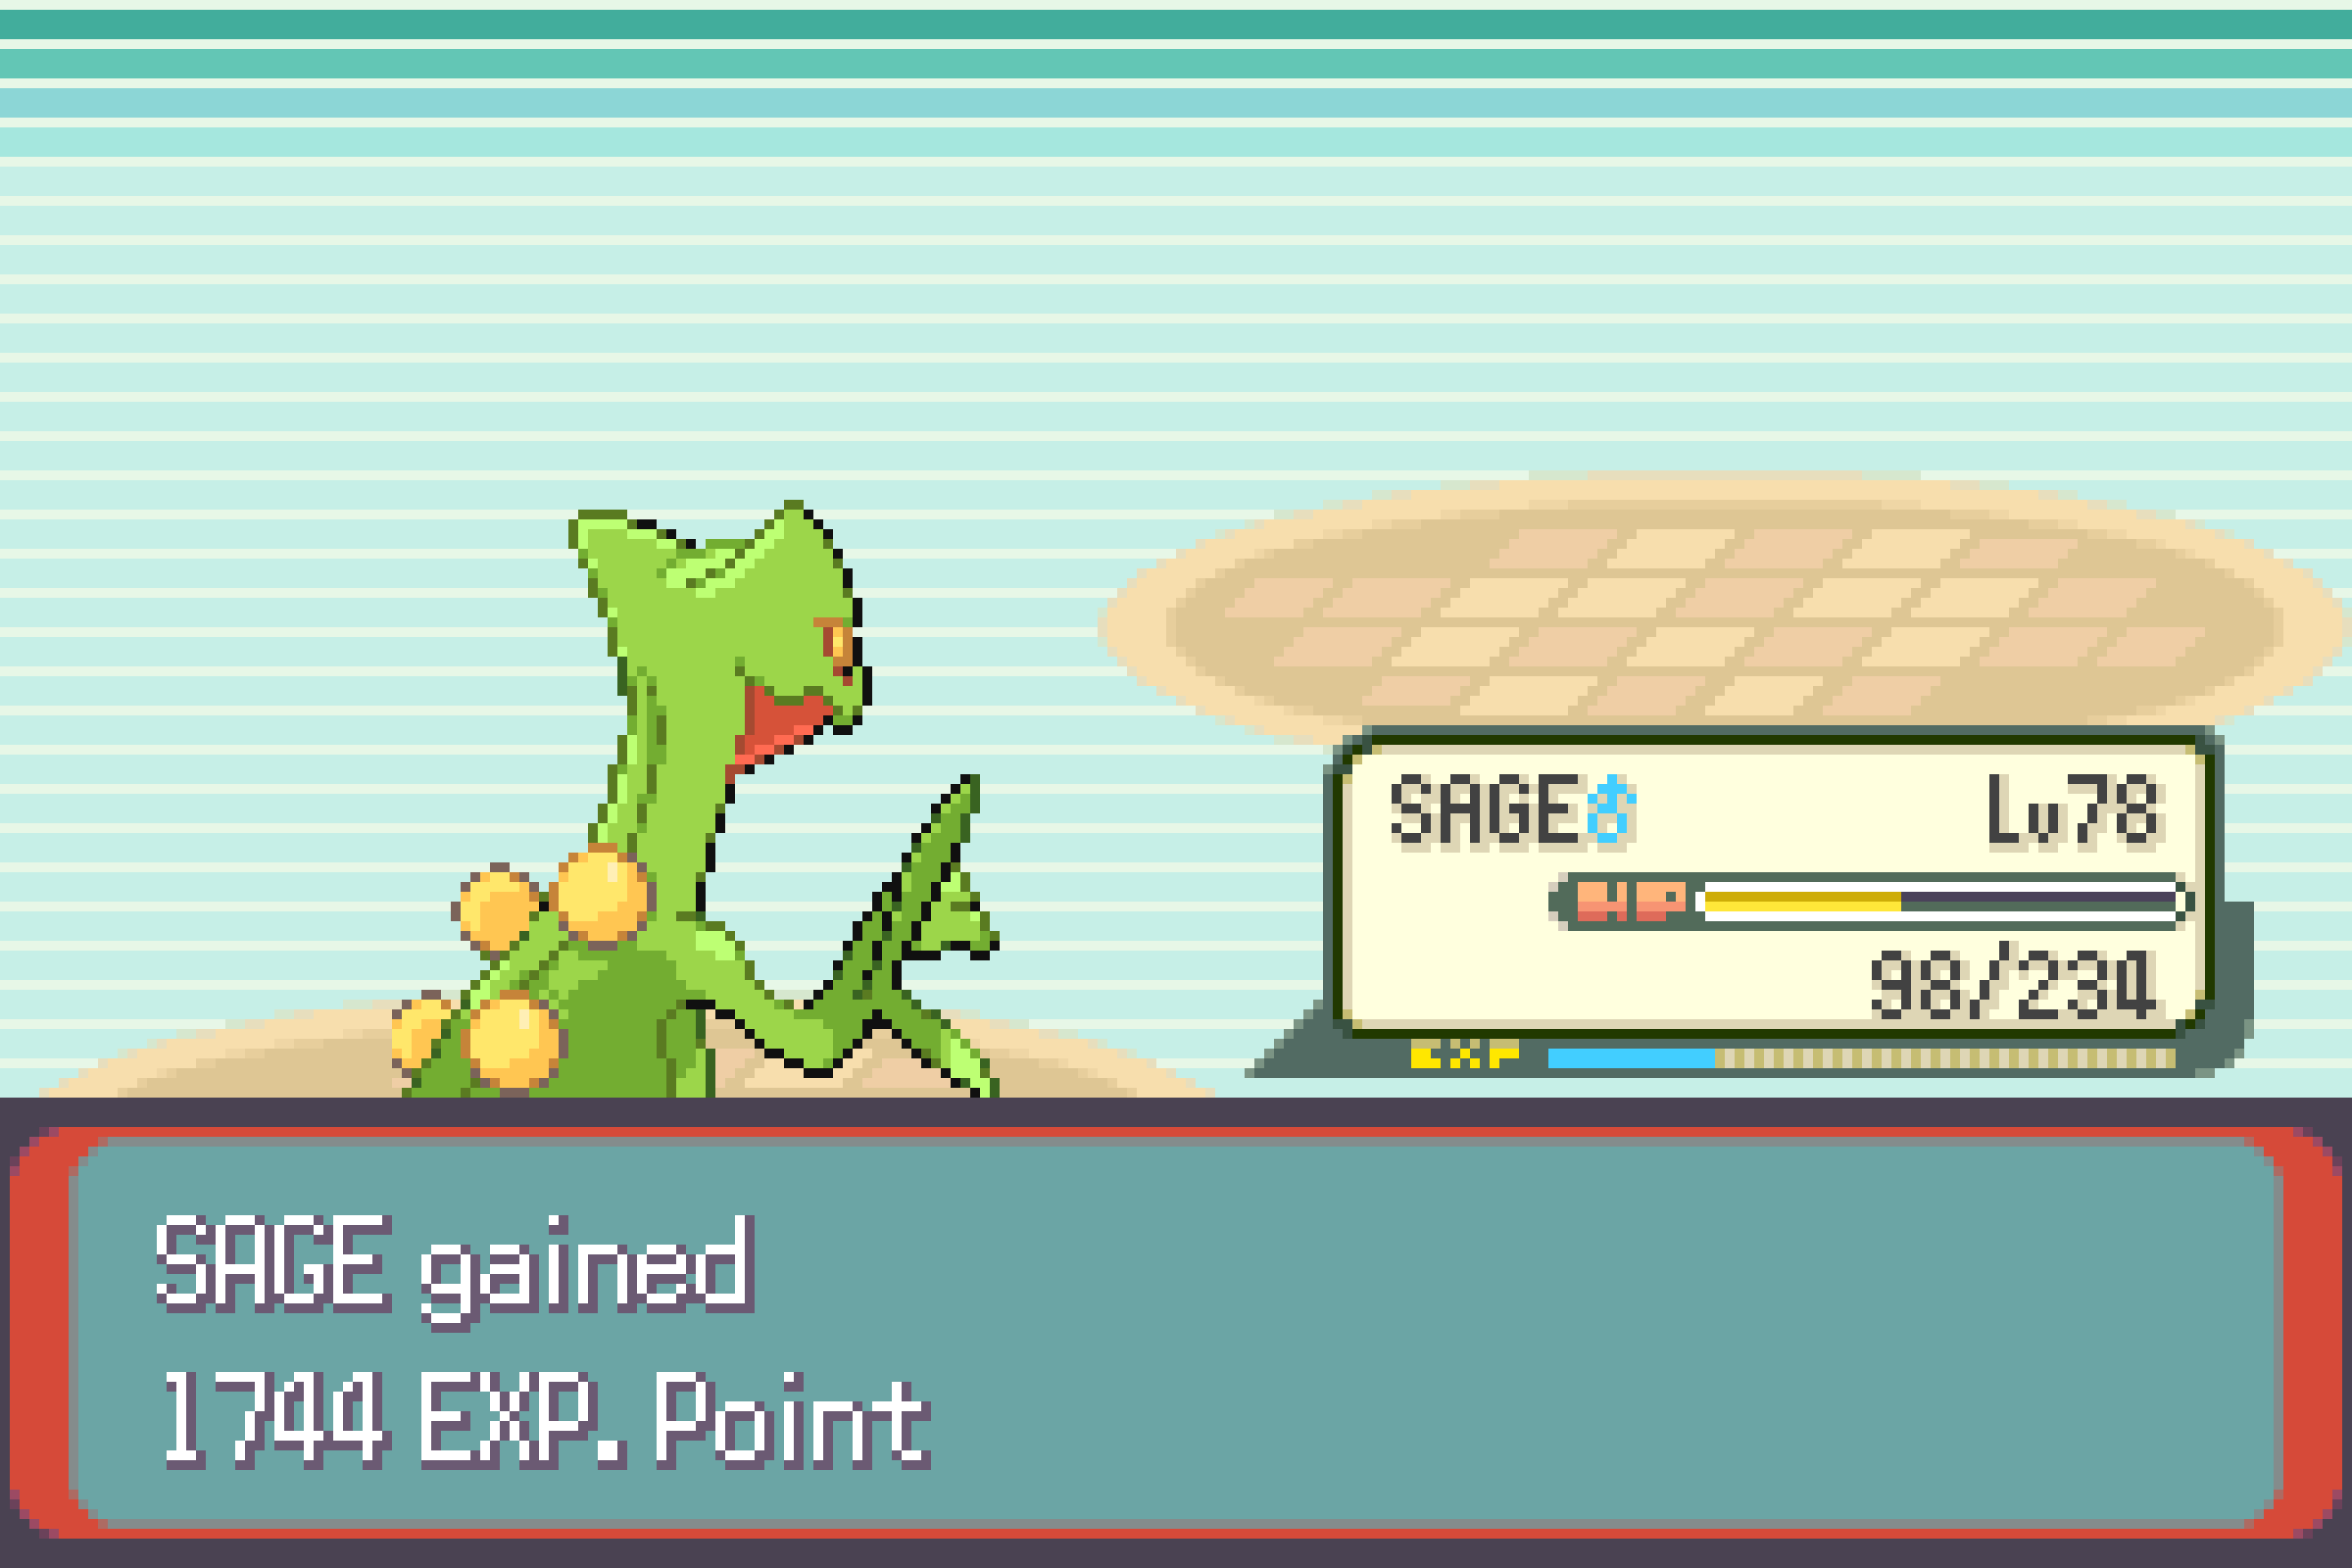 SAGE♂ Lv78
HP
98/234
EXP
SAGE gained
1744 EXP. Point